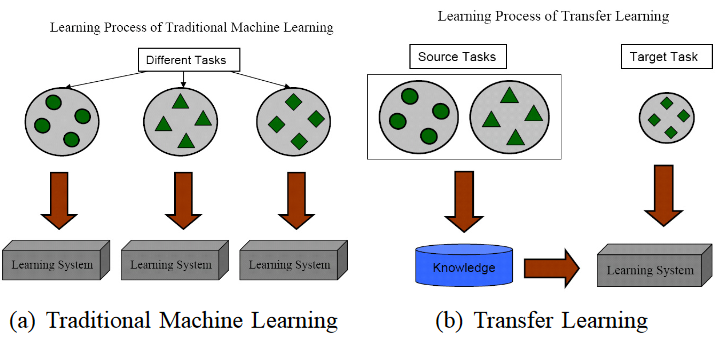 Learning Process of Traditional Machine Learning
Different Tasks
Learning System
Learning System
Learning System
(a) Traditional Machine Learning
Learning Process of Transfer Learning
Source Tasks
Target Task
Knowledge
Learning System
(b) Transfer Learning